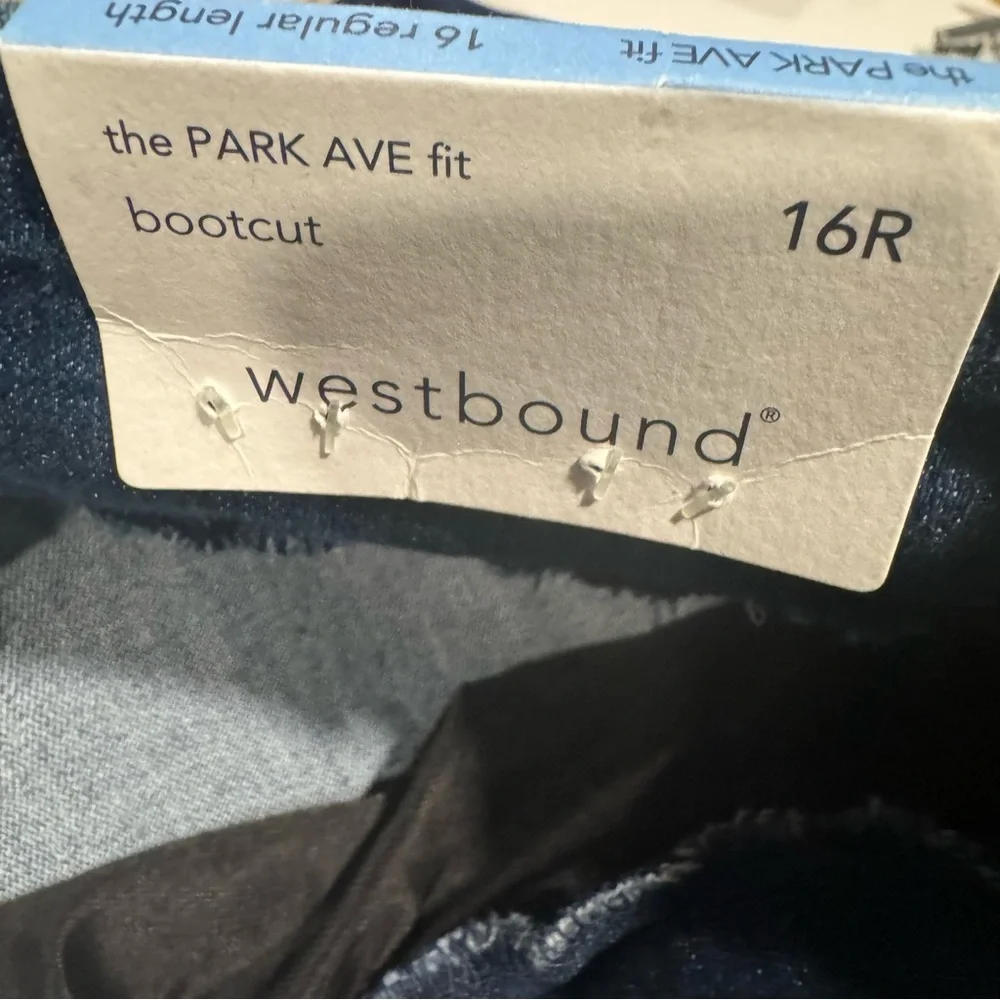 16 regular length the PARK AVE fit
the PARK AVE fit
bootcut
16R
westbound®